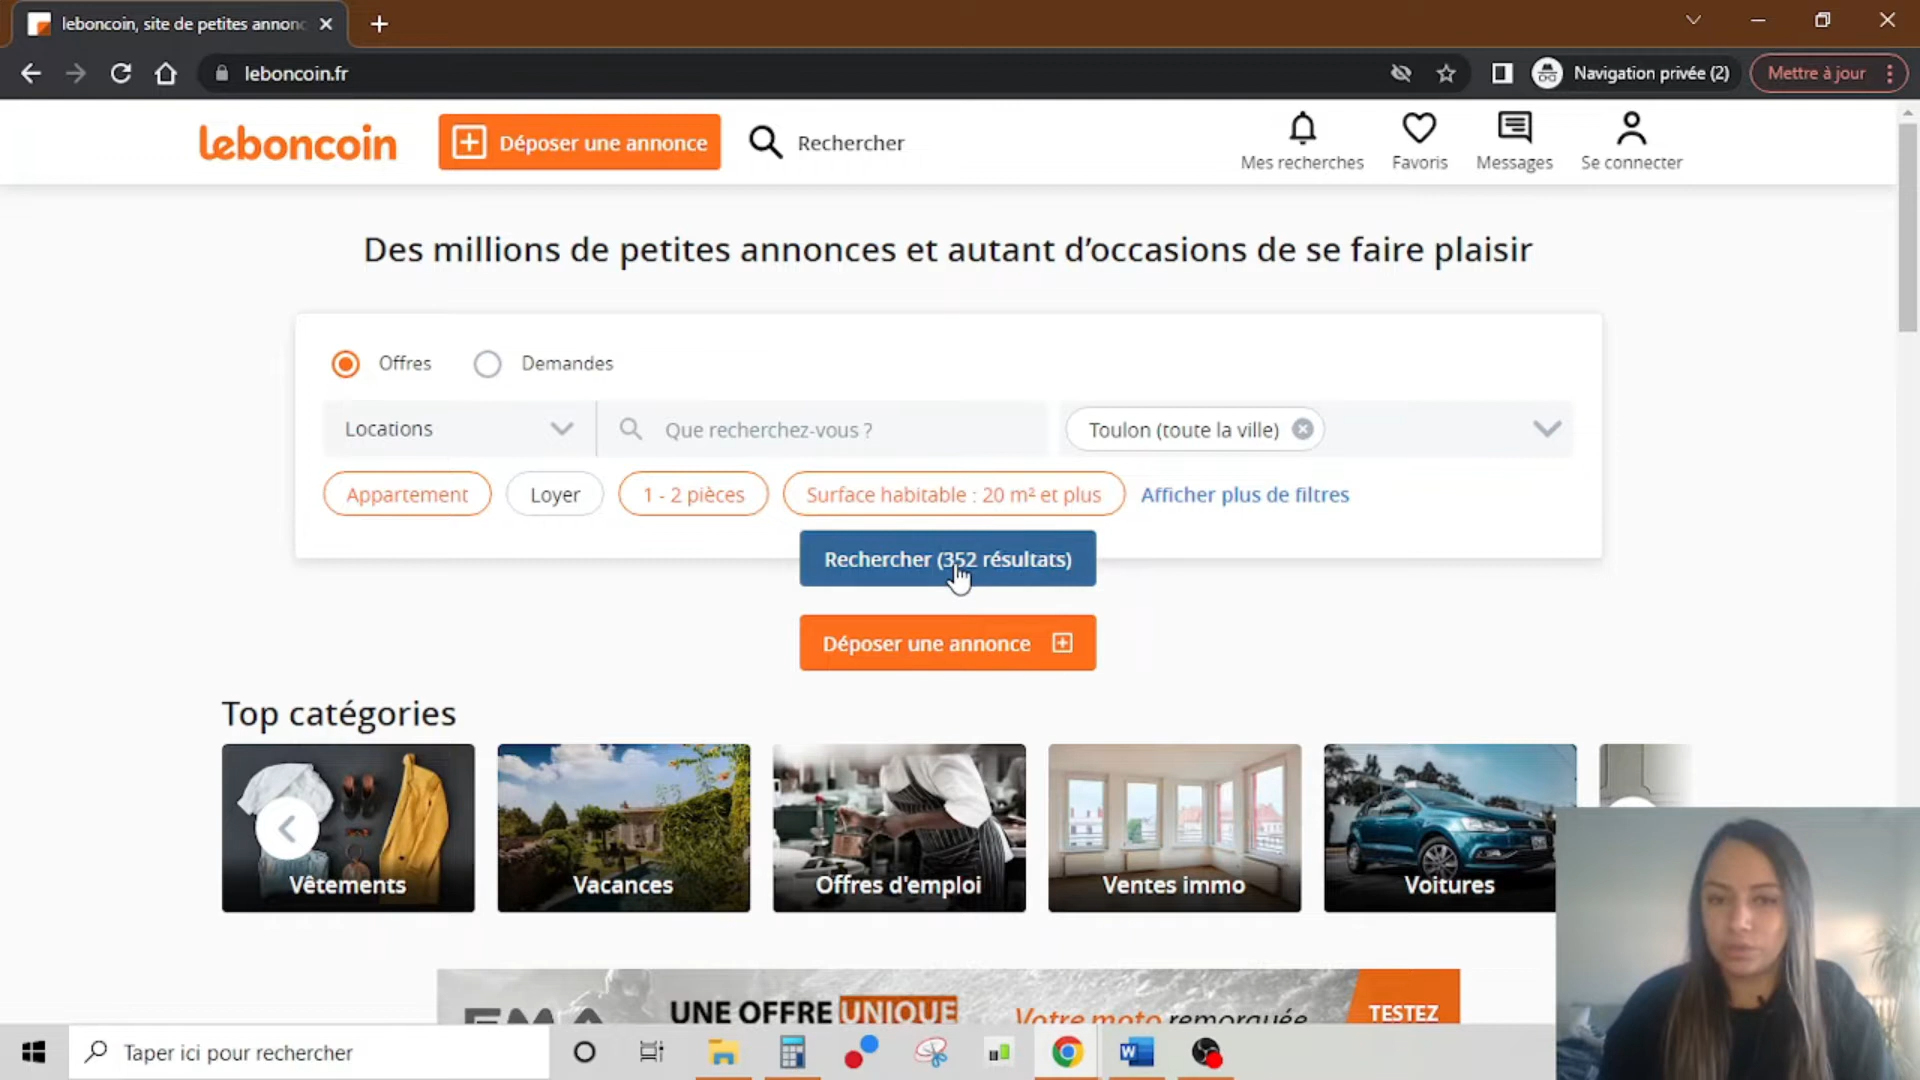 leboncoin, site de petites annonc
leboncoin.fr
Navigation privée (2)
Mettre à jour
leboncoin
Déposer une annonce
Rechercher
Mes recherches
Favoris
Messages
Se connecter
Des millions de petites annonces et autant d’occasions de se faire plaisir
Offres
Demandes
Locations
Que recherchez-vous ?
Toulon (toute la ville)
Appartement
Loyer
1 - 2 pièces
Surface habitable : 20 m² et plus
Afficher plus de filtres
Rechercher (352 résultats)
Déposer une annonce
Top catégories
Vêtements
Vacances
Offres d'emploi
Ventes immo
Voitures
UNE OFFRE UNIQUE
Votre moto remorquée
TESTEZ
Taper ici pour rechercher